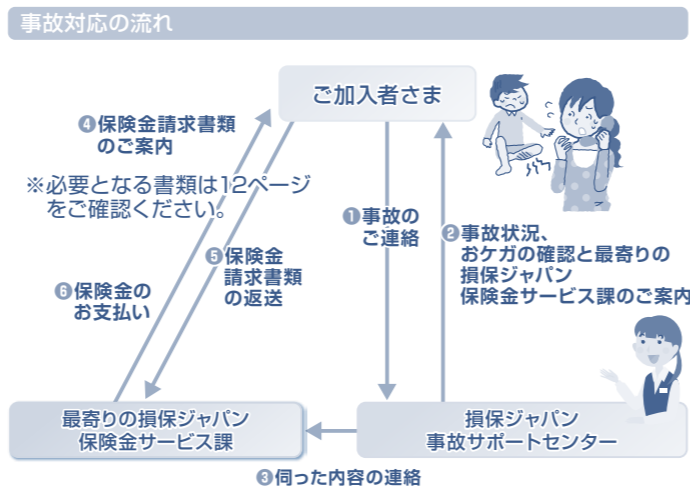 事故対応の流れ
ご加入者さま
❹保険金請求書類
のご案内
※必要となる書類は12ページ
をご確認ください。
❶事故の
ご連絡
❷事故状況、
おケガの確認と最寄りの
損保ジャパン
保険金サービス課のご案内
❺保険金
請求書類
の返送
❻保険金の
お支払い
最寄りの損保ジャパン
保険金サービス課
損保ジャパン
事故サポートセンター
❸伺った内容の連絡